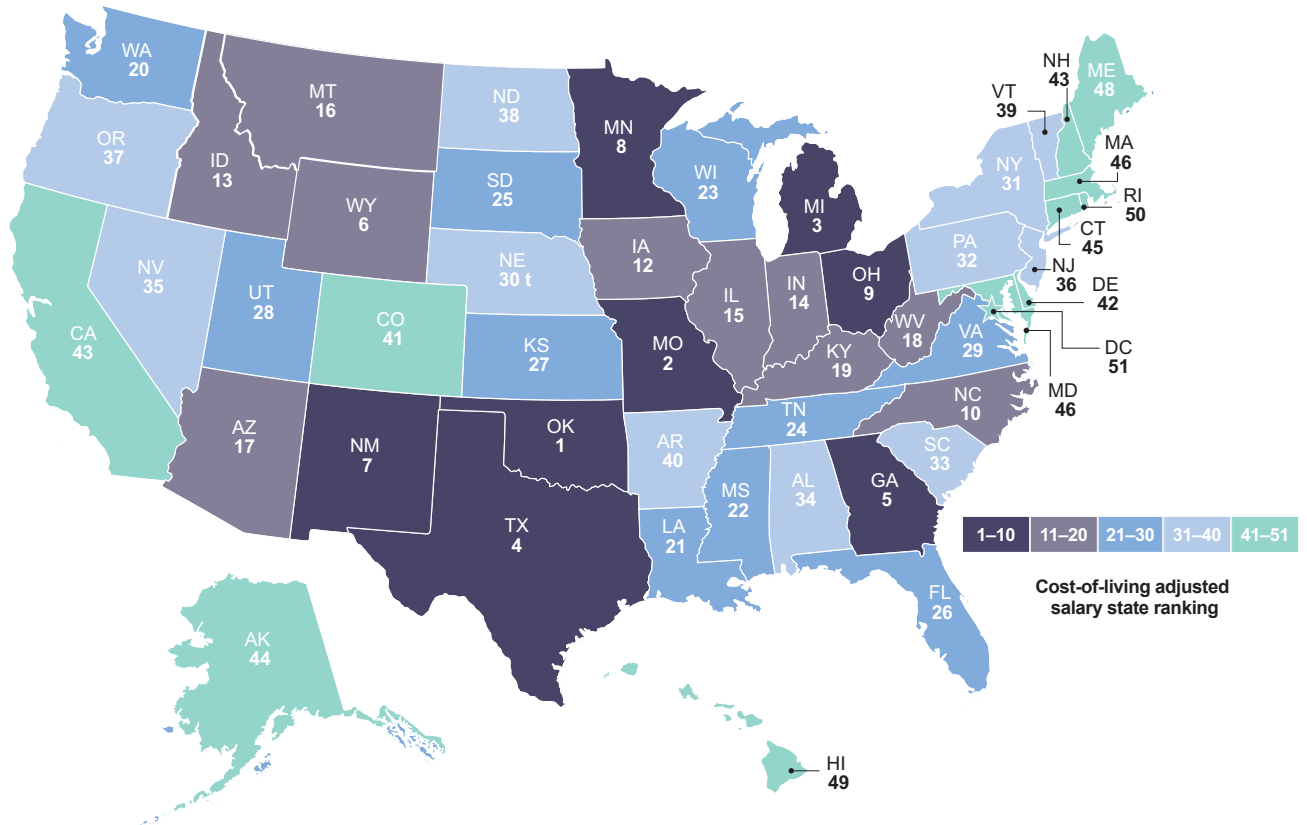 WA
20
OR
37
CA
43
NV
35
ID
13
MT
16
WY
6
UT
28
AZ
17
CO
41
NM
7
ND
38
SD
25
NE
30 t
KS
27
OK
1
TX
4
MN
8
IA
12
MO
2
AR
40
LA
21
WI
23
IL
15
MI
3
IN
14
OH
9
KY
19
TN
24
MS
22
AL
34
GA
5
FL
26
SC
33
NC
10
VA
29
WV
18
PA
32
NY
31
VT
39
NH
43
ME
48
MA
46
RI
50
CT
45
NJ
36
DE
42
DC
51
MD
46
AK
44
HI
49
1–10 11–20 21–30 31–40 41–51
Cost-of-living adjusted
salary state ranking